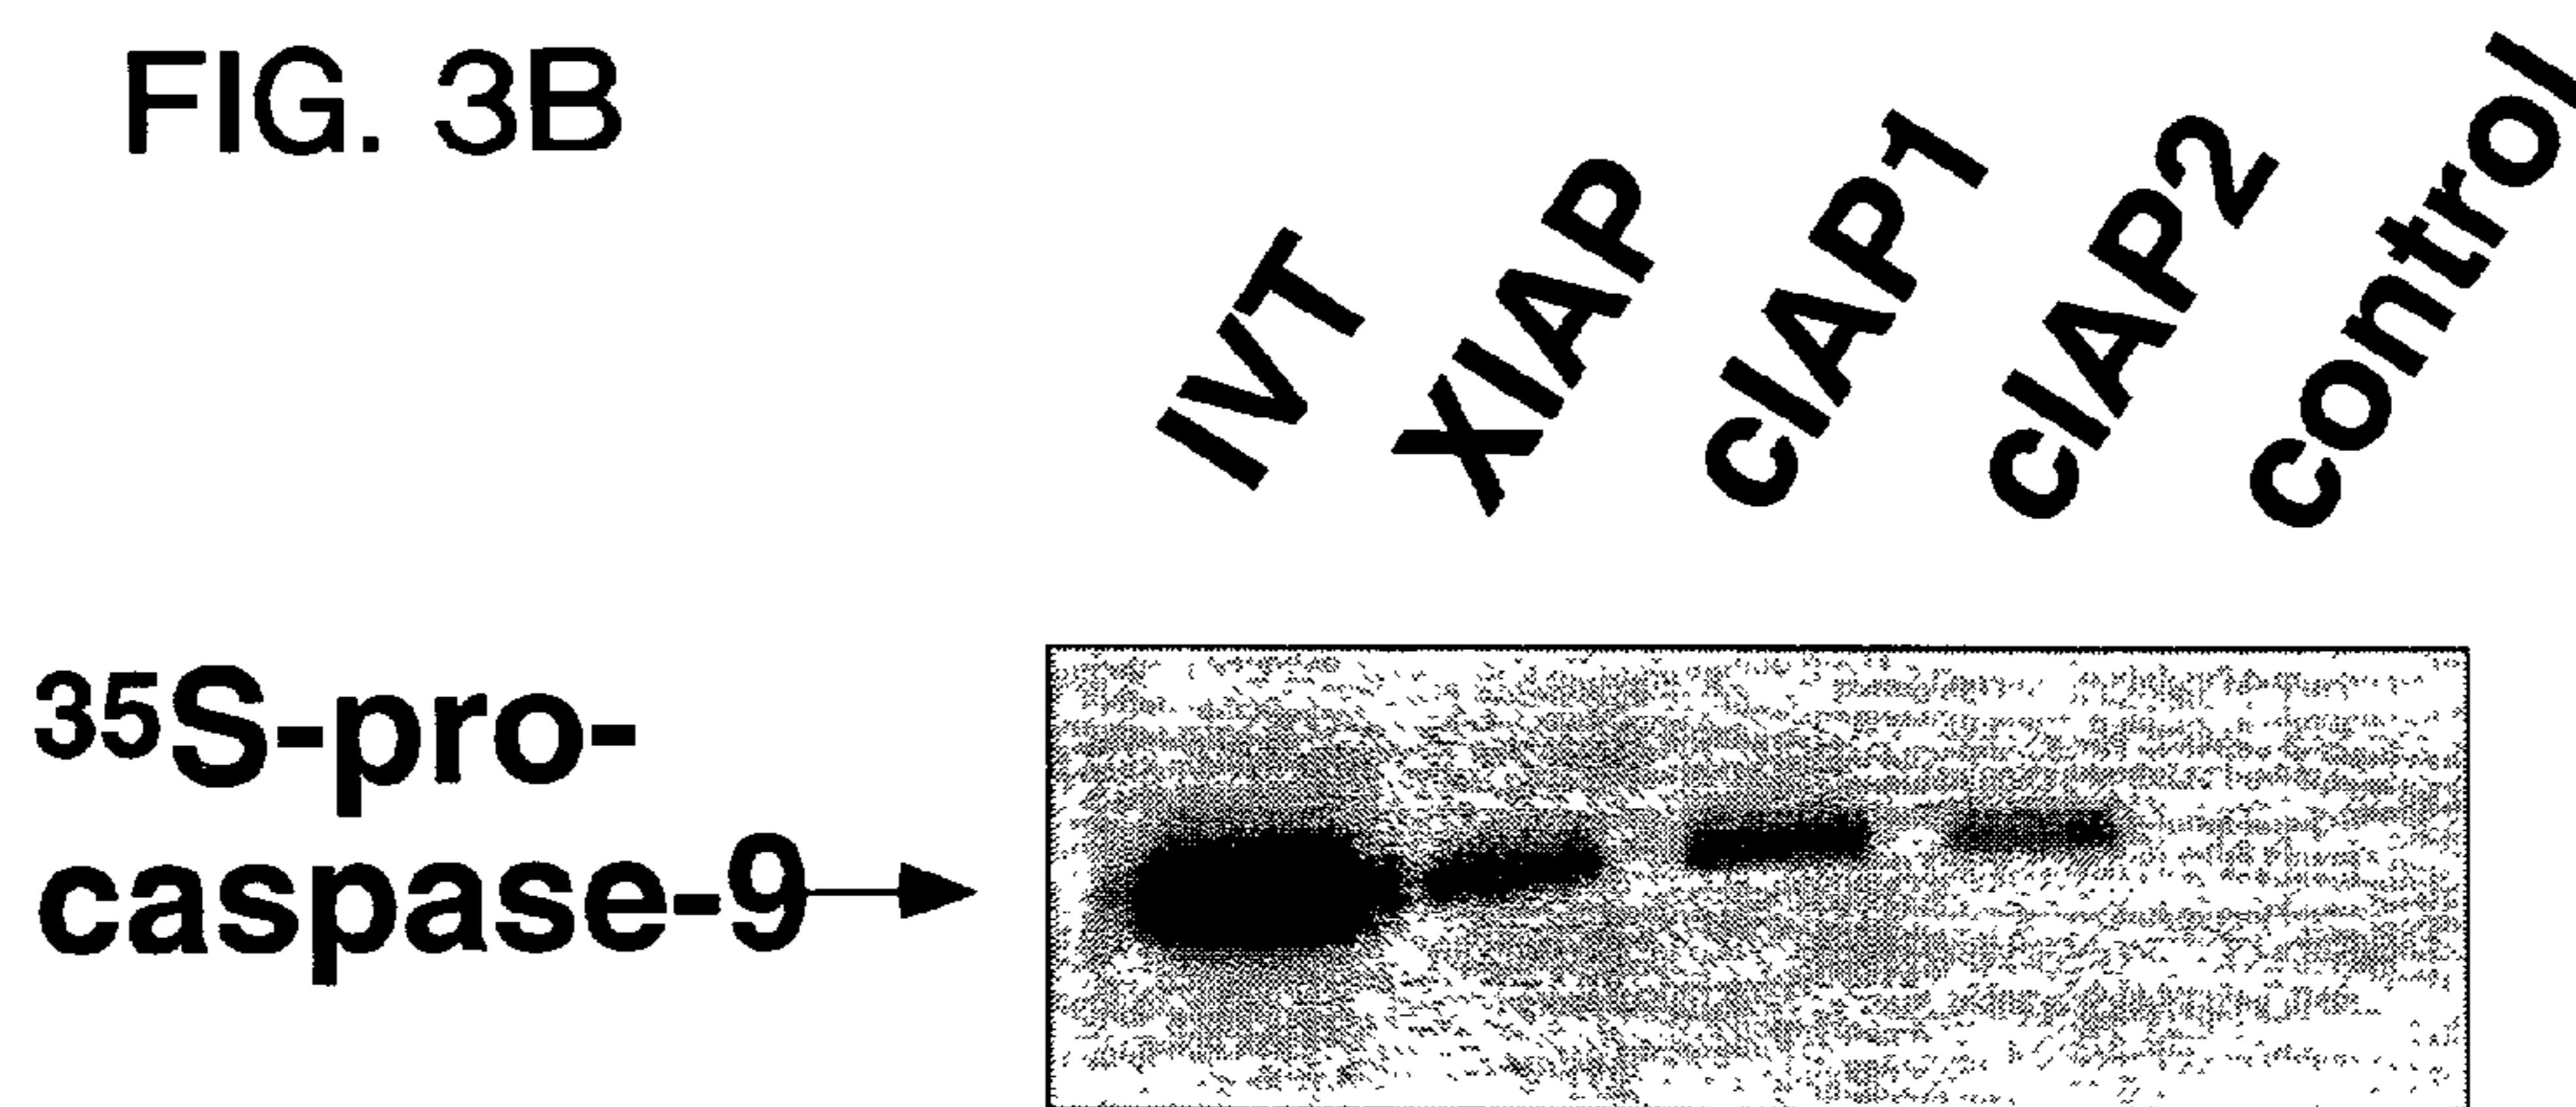 FIG. 3B
IVT
XIAP
cIAP1
cIAP2
control
³⁵S-pro-
caspase-9